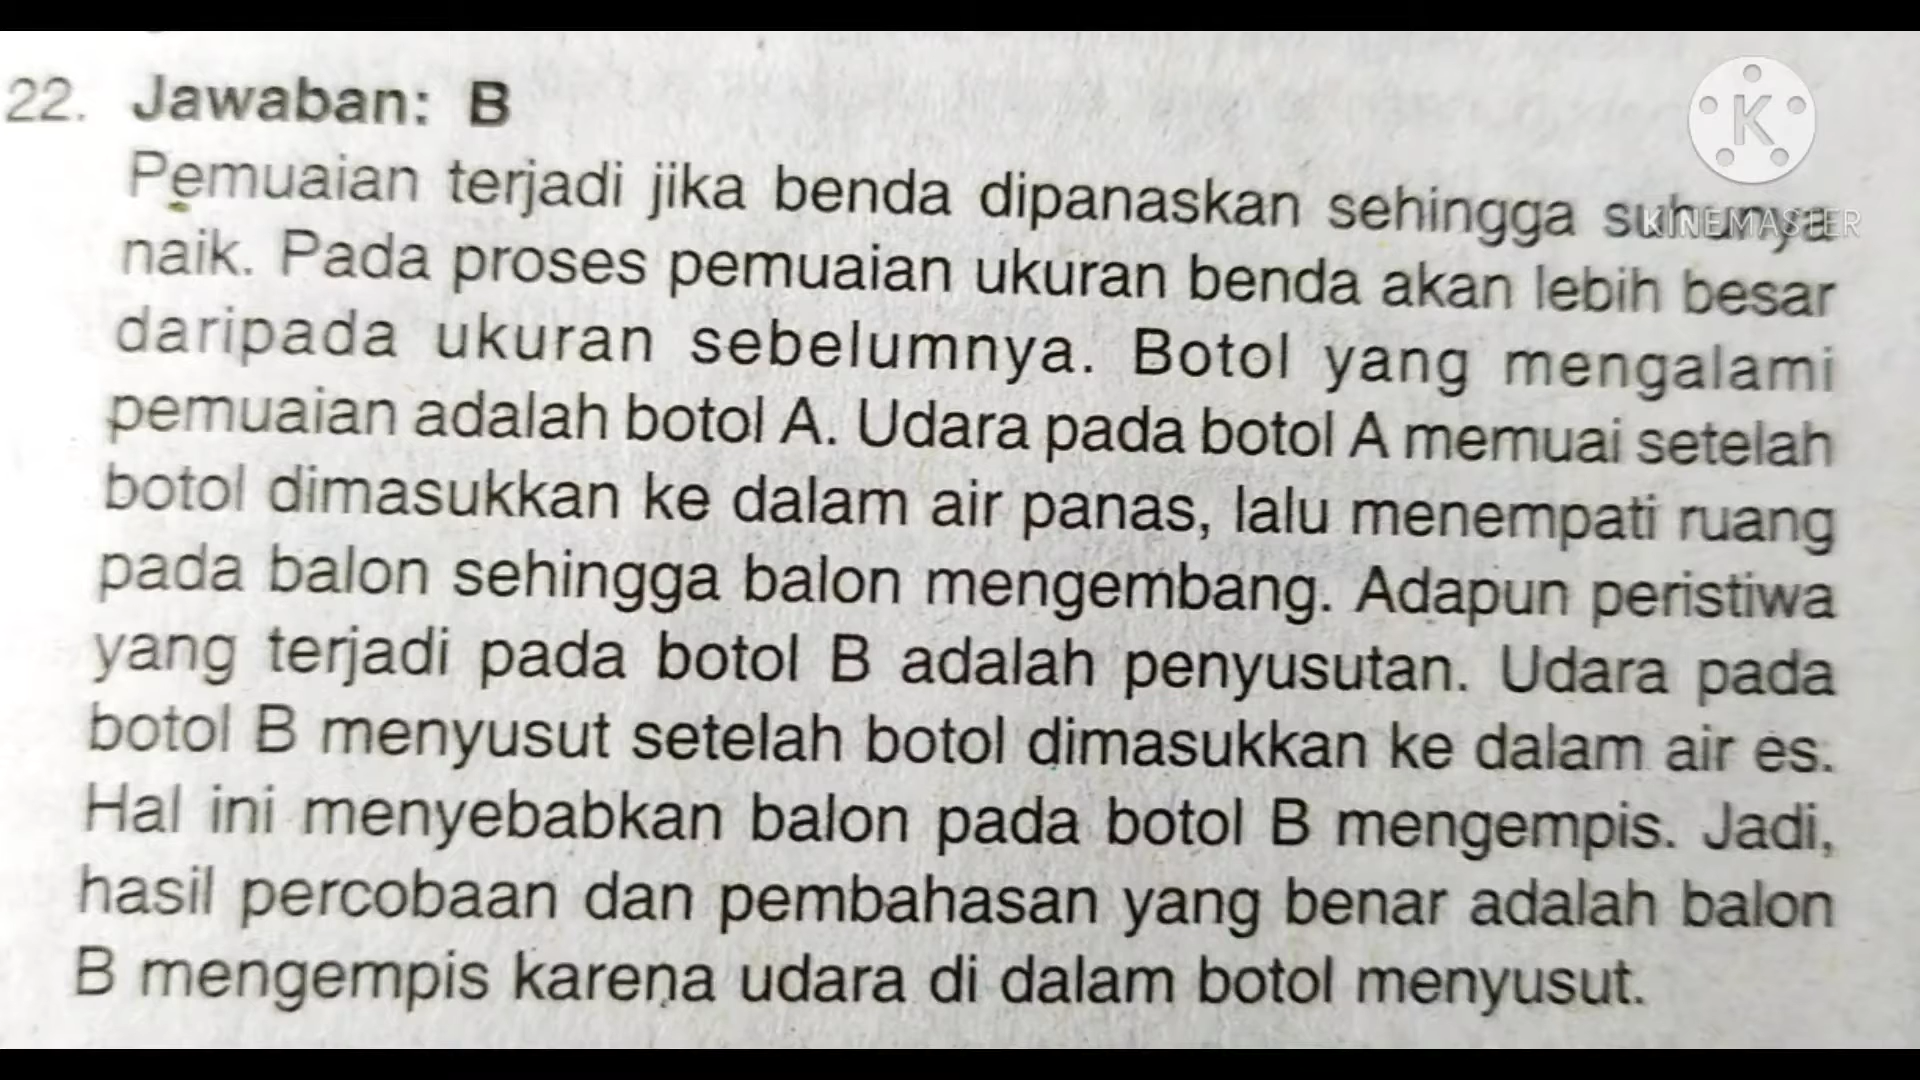 22. Jawaban: B
Pemuaian terjadi jika benda dipanaskan sehingga suhunya
naik. Pada proses pemuaian ukuran benda akan lebih besar
daripada ukuran sebelumnya. Botol yang mengalami
pemuaian adalah botol A. Udara pada botol A memuai setelah
botol dimasukkan ke dalam air panas, lalu menempati ruang
pada balon sehingga balon mengembang. Adapun peristiwa
yang terjadi pada botol B adalah penyusutan. Udara pada
botol B menyusut setelah botol dimasukkan ke dalam air es.
Hal ini menyebabkan balon pada botol B mengempis. Jadi,
hasil percobaan dan pembahasan yang benar adalah balon
B mengempis karena udara di dalam botol menyusut.
K
KINEMASTER